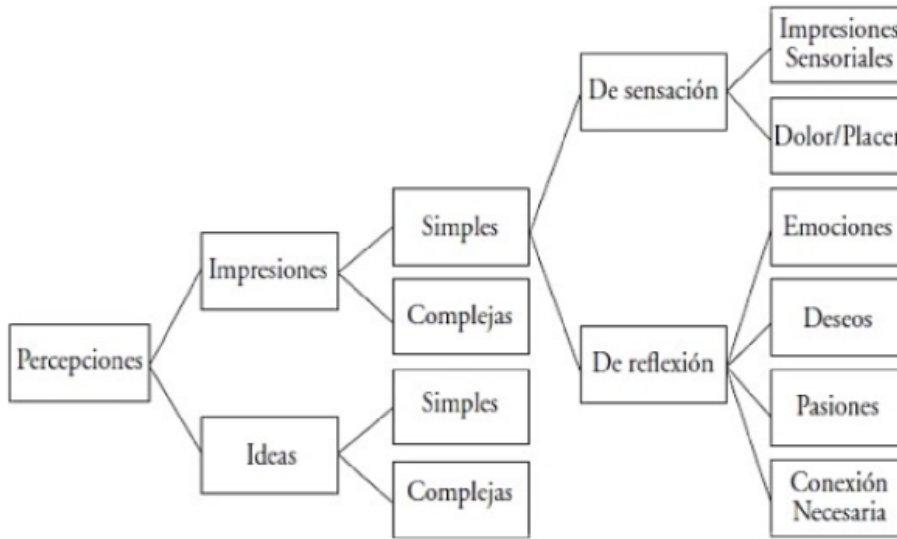 Percepciones
Impresiones
Ideas
Simples
Complejas
Simples
Complejas
De sensación
De reflexión
Impresiones
Sensoriales
Dolor/Placer
Emociones
Deseos
Pasiones
Conexión
Necesaria